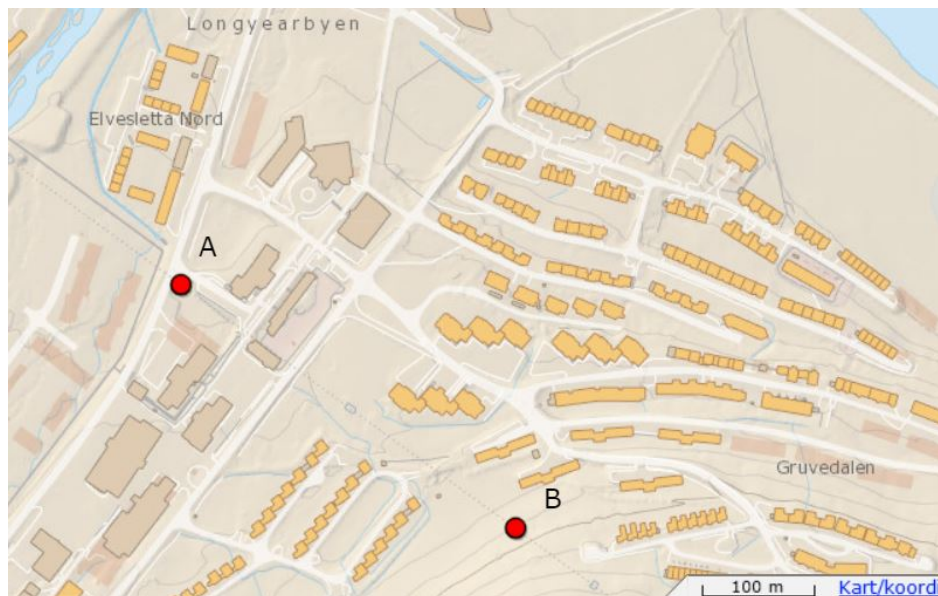 Longyearbyen
Elvesletta Nord
A
Gruvedalen
B
100 m
Kart/koord